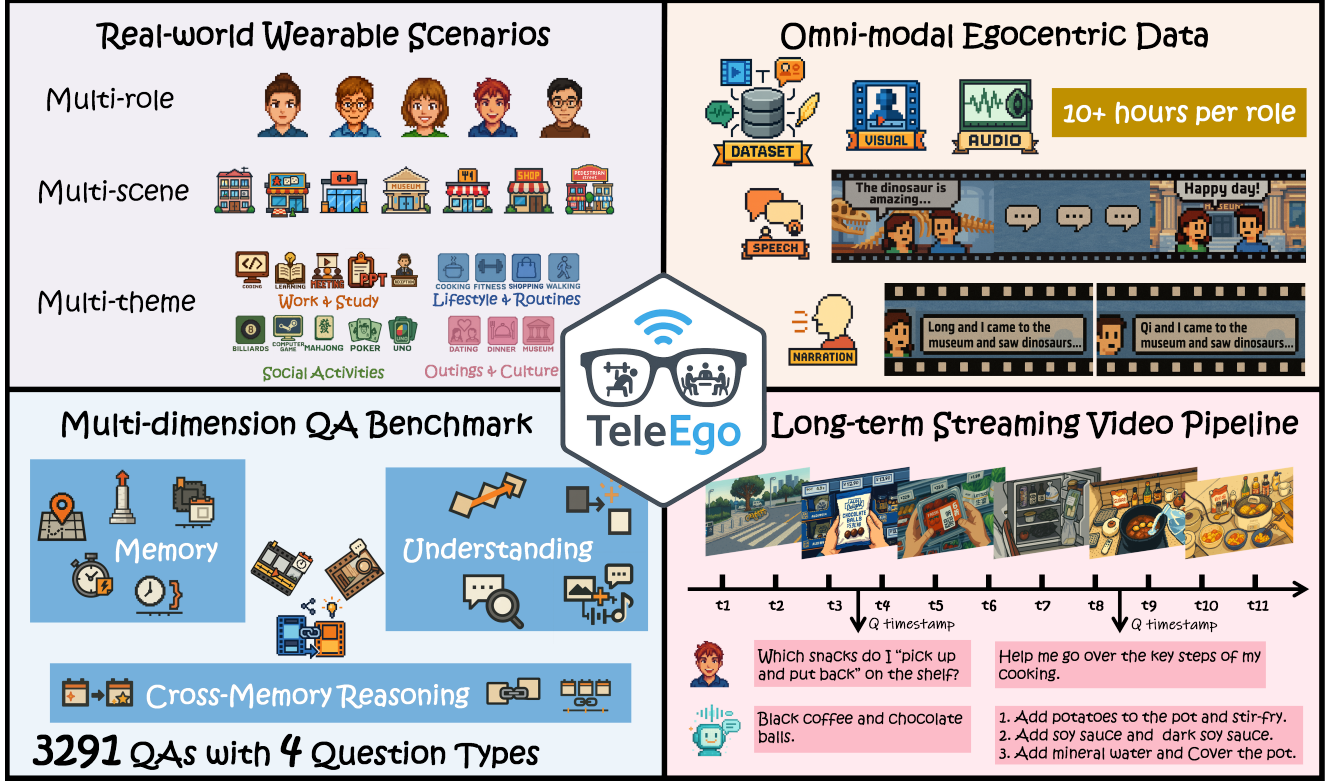 Real-world Wearable Scenarios
Multi-role
Multi-scene
MUSEUM
SHOP
PEDESTRIAN
street
Multi-theme
CODING
LEARNING
MEETING
PPT
RECEPTION
Work & Study
COOKING
FITNESS
SHOPPING
WALKING
Lifestyle & Routines
8
BILLIARDS
COMPUTER
GAME
MAHJONG
POKER
UNO
UNO
Social Activities
DATING
DINNER
MUSEUM
Outings & Culture
Omni-modal Egocentric Data
DATASET
VISUAL
AUDIO
10+ hours per role
SPEECH
The dinosaur is
amazing...
Happy day!
MUSEUM
NARRATION
Long and I came to the
museum and saw dinosaurs...
Qi and I came to the
museum and saw dinosaurs...
TeleEgo
Multi-dimension QA Benchmark
Memory
Understanding
Cross-Memory Reasoning
3291 QAs with 4 Question Types
Long-term Streaming Video Pipeline
CHOCOLATE
BALLS
t1
t2
t3
t4
t5
t6
t7
t8
t9
t10
t11
Q timestamp
Q timestamp
Which snacks do I "pick up
and put back" on the shelf?
Black coffee and chocolate
balls.
Help me go over the key steps of my
cooking.
1. Add potatoes to the pot and stir-fry.
2. Add soy sauce and dark soy sauce.
3. Add mineral water and Cover the pot.